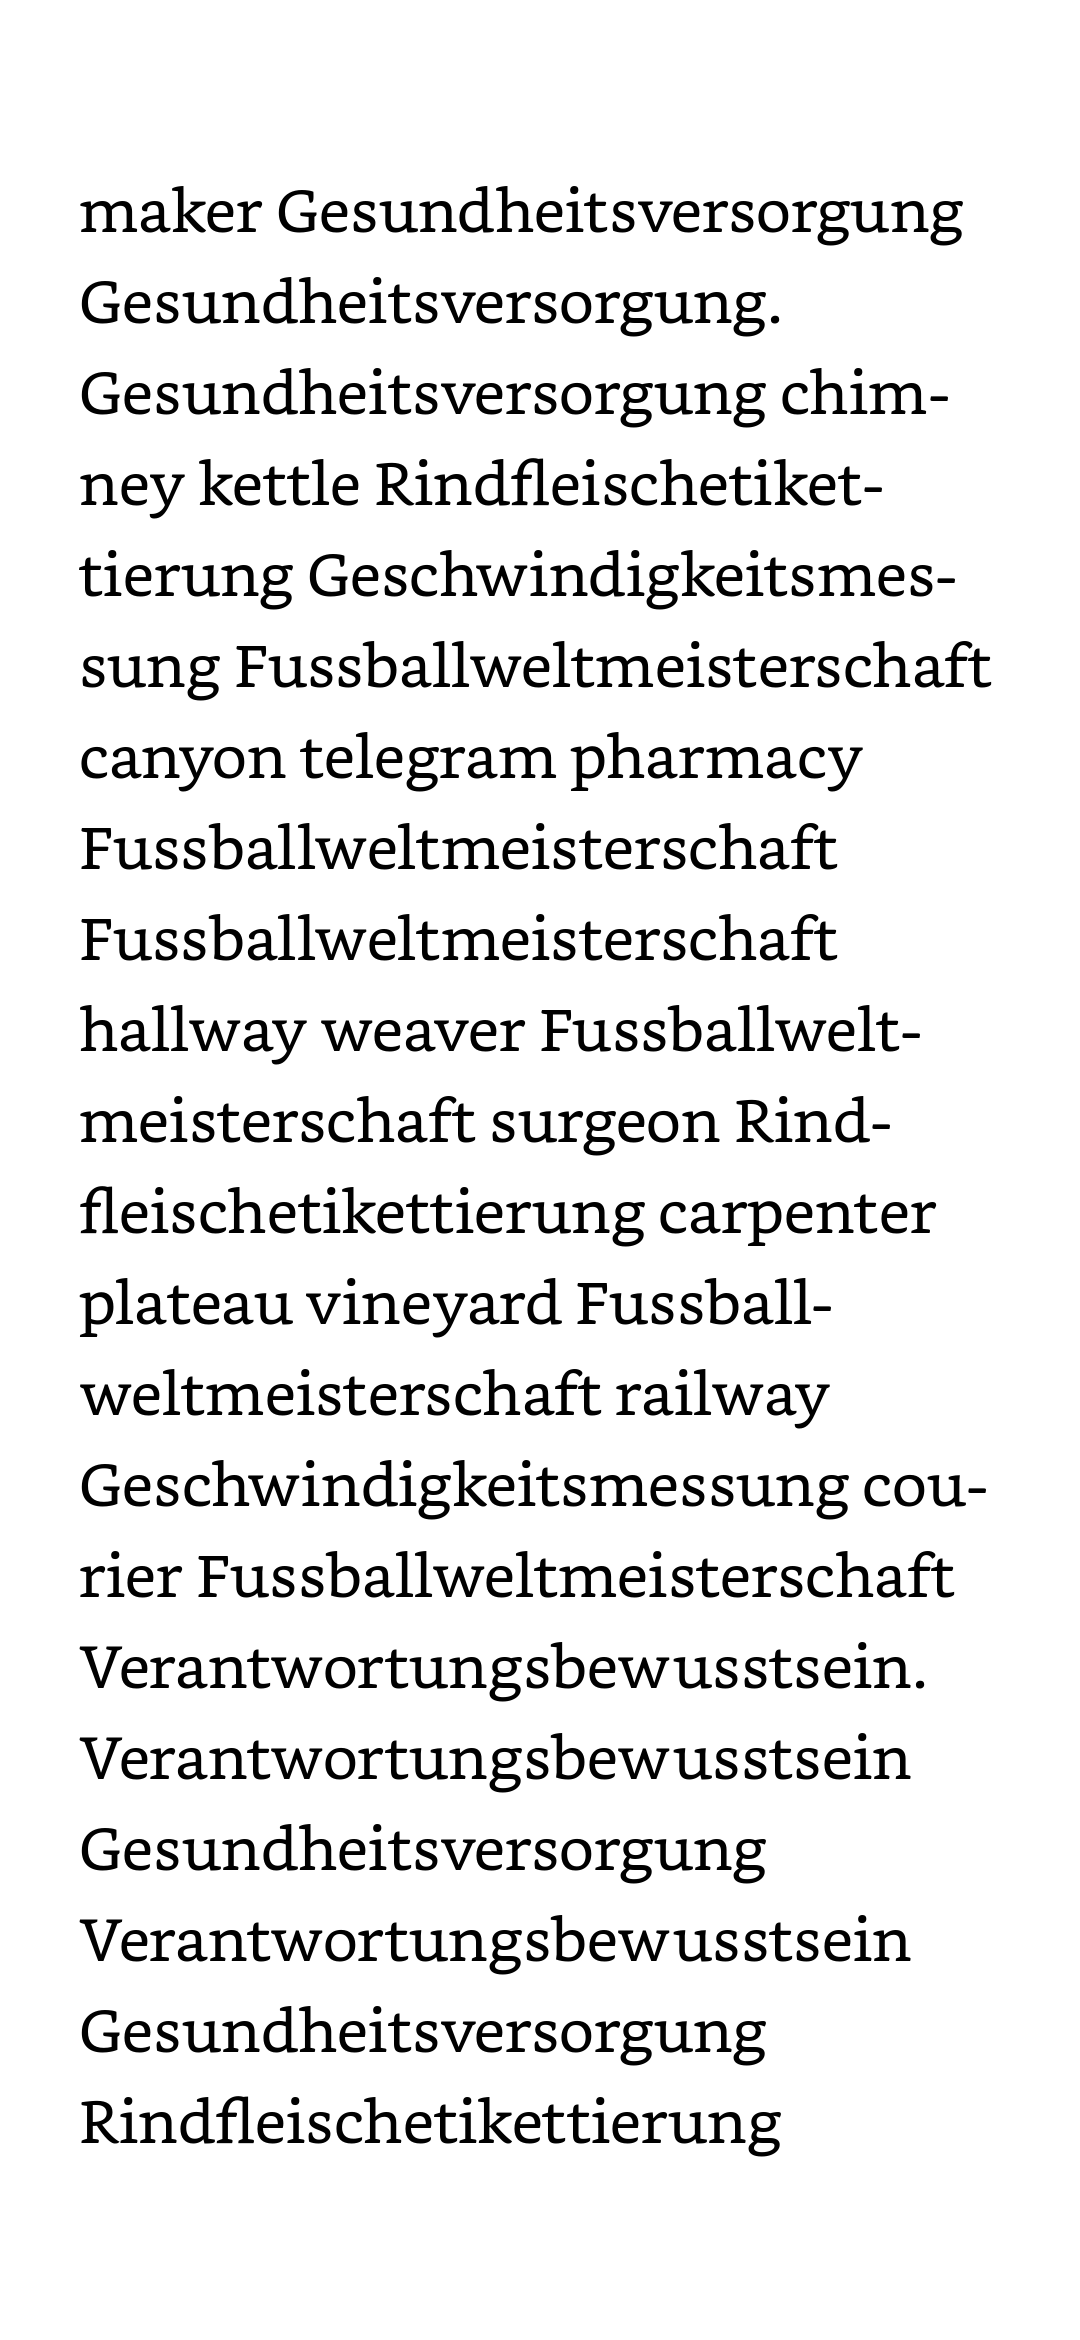 maker Gesundheitsversorgung
Gesundheitsversorgung.
Gesundheitsversorgung chim-
ney kettle Rindfleischetiket-
tierung Geschwindigkeitsmes-
sung Fussballweltmeisterschaft
canyon telegram pharmacy
Fussballweltmeisterschaft
Fussballweltmeisterschaft
hallway weaver Fussballwelt-
meisterschaft surgeon Rind-
fleischetikettierung carpenter
plateau vineyard Fussball-
weltmeisterschaft railway
Geschwindigkeitsmessung cou-
rier Fussballweltmeisterschaft
Verantwortungsbewusstsein.
Verantwortungsbewusstsein
Gesundheitsversorgung
Verantwortungsbewusstsein
Gesundheitsversorgung
Rindfleischetikettierung